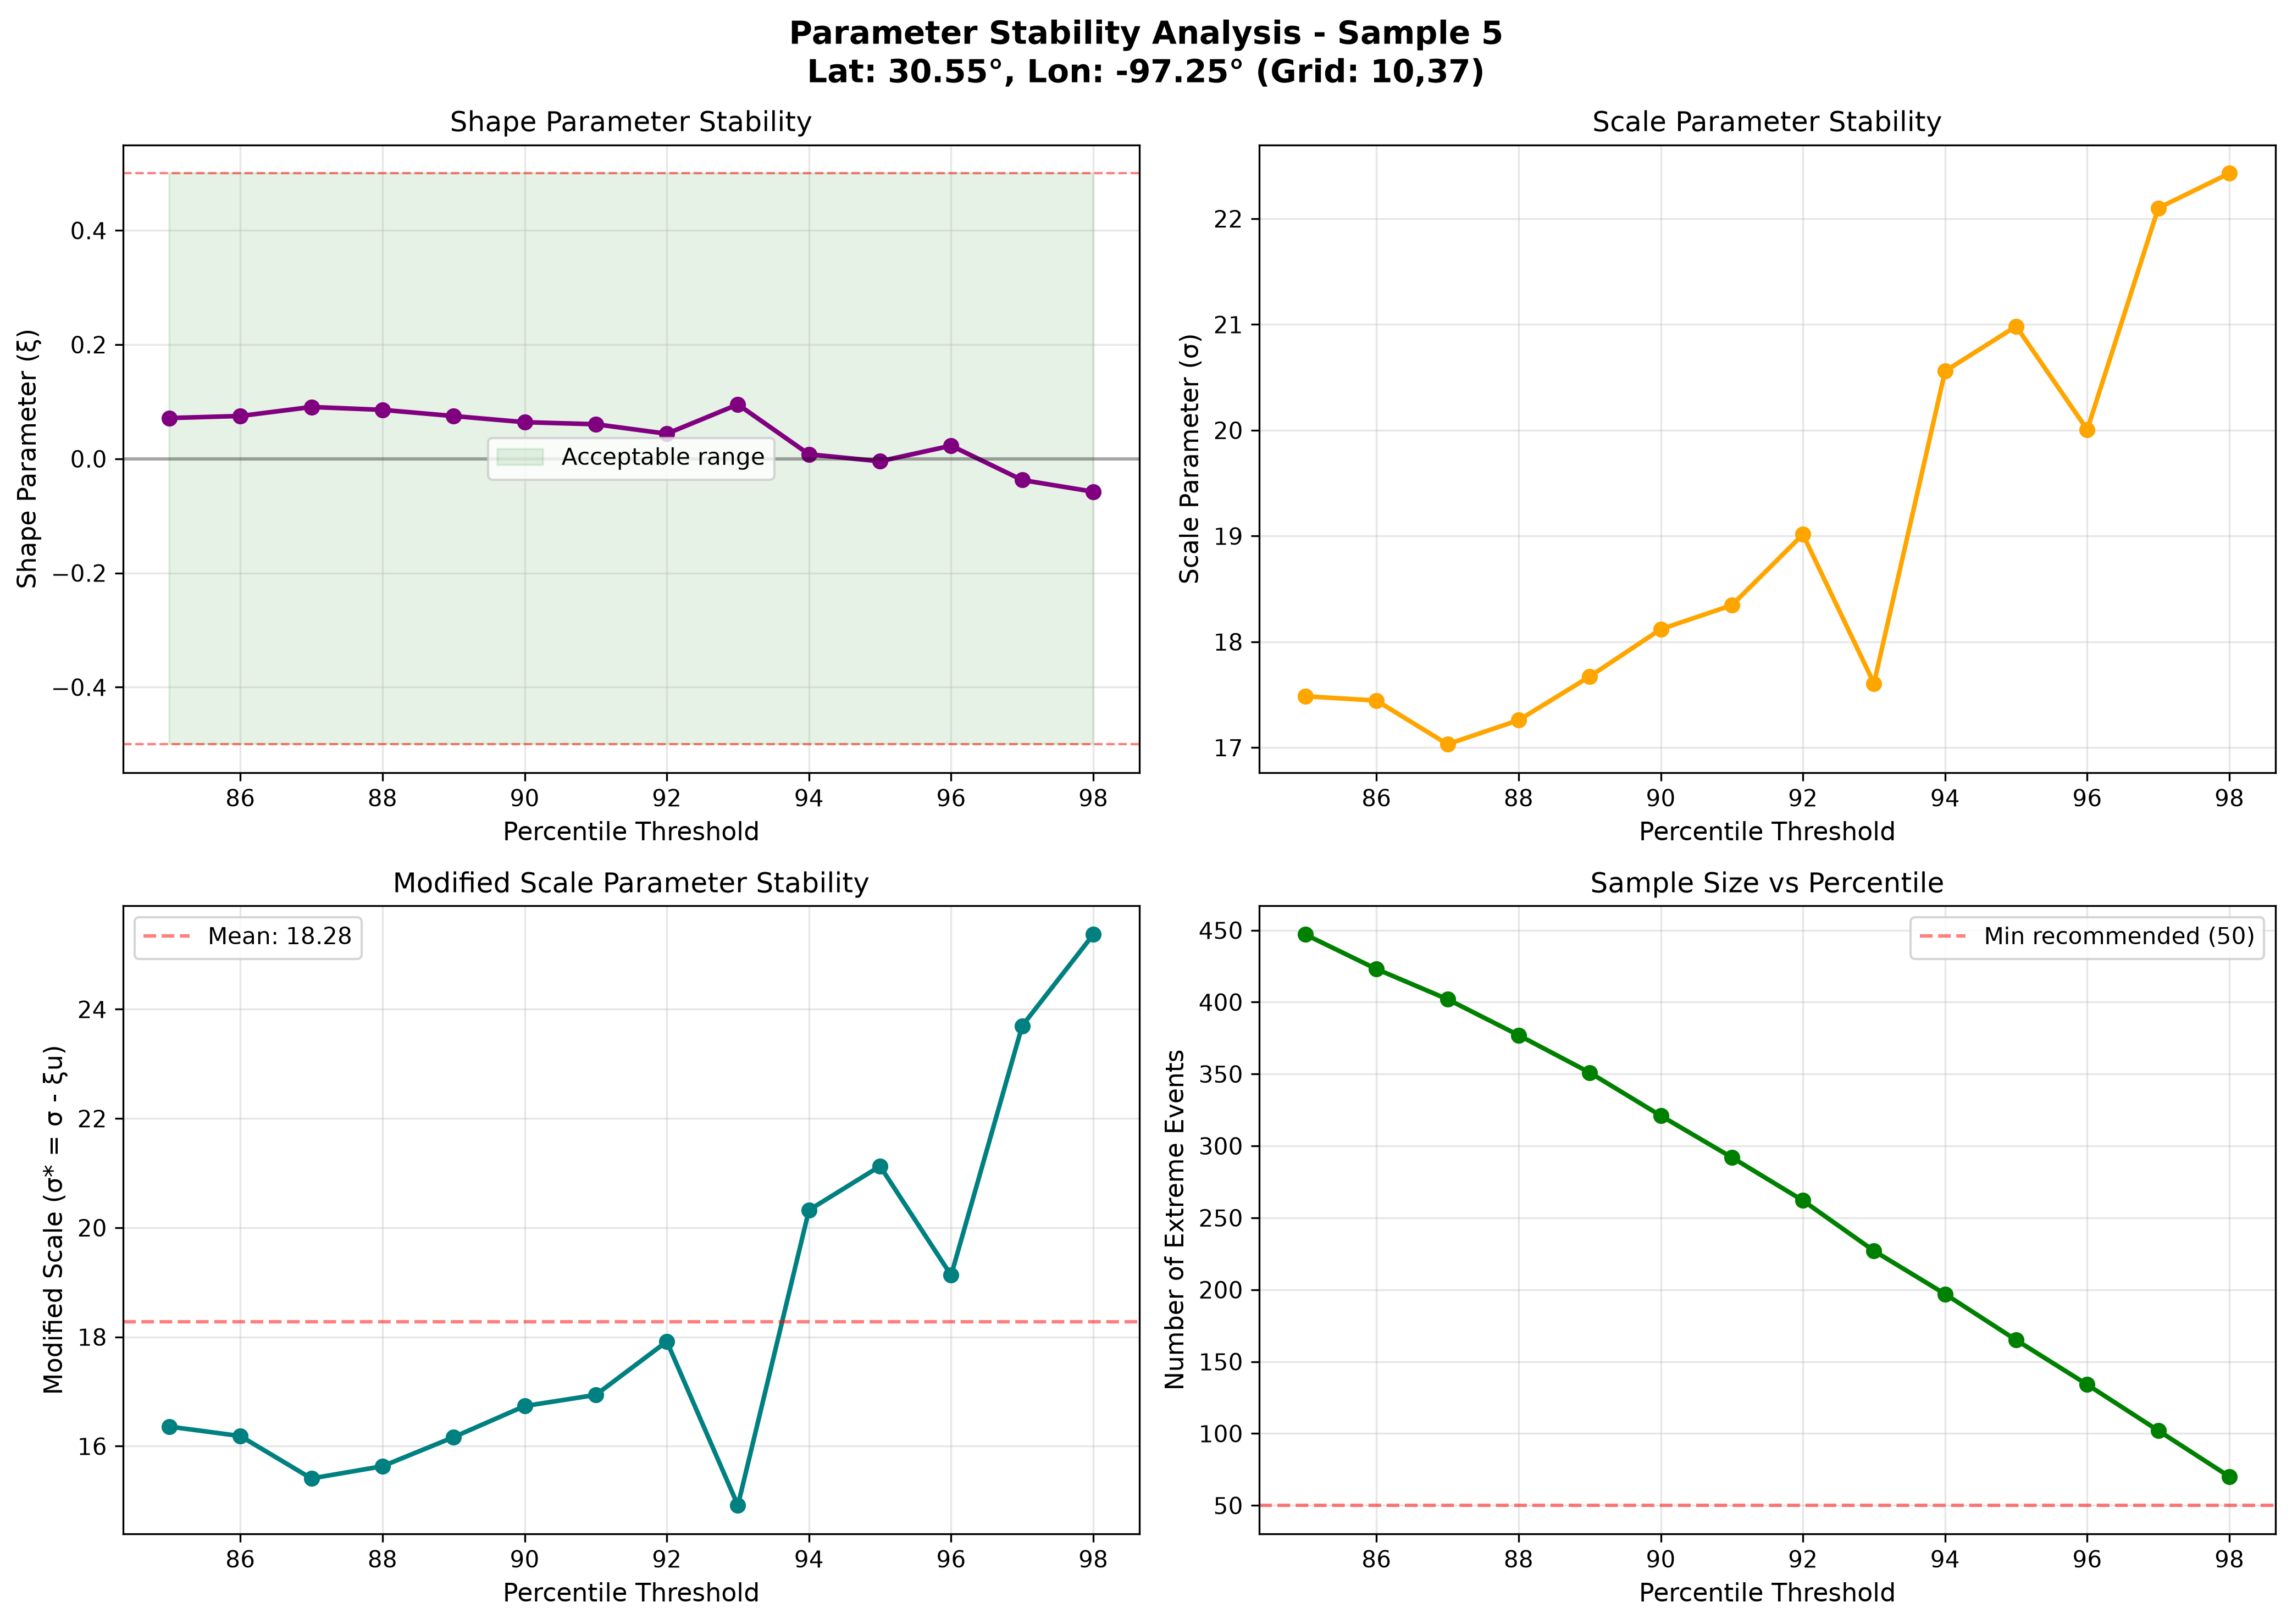 Parameter Stability Analysis - Sample 5
Lat: 30.55°, Lon: -97.25° (Grid: 10,37)
Shape Parameter Stability
Shape Parameter (ξ)
0.4
0.2
0.0
−0.2
−0.4
Acceptable range
86 88 90 92 94 96 98
Percentile Threshold
Scale Parameter Stability
Scale Parameter (σ)
22
21
20
19
18
17
86 88 90 92 94 96 98
Percentile Threshold
Modified Scale Parameter Stability
Modified Scale (σ* = σ - ξu)
Mean: 18.28
24
22
20
18
16
86 88 90 92 94 96 98
Percentile Threshold
Sample Size vs Percentile
Number of Extreme Events
Min recommended (50)
450
400
350
300
250
200
150
100
50
86 88 90 92 94 96 98
Percentile Threshold